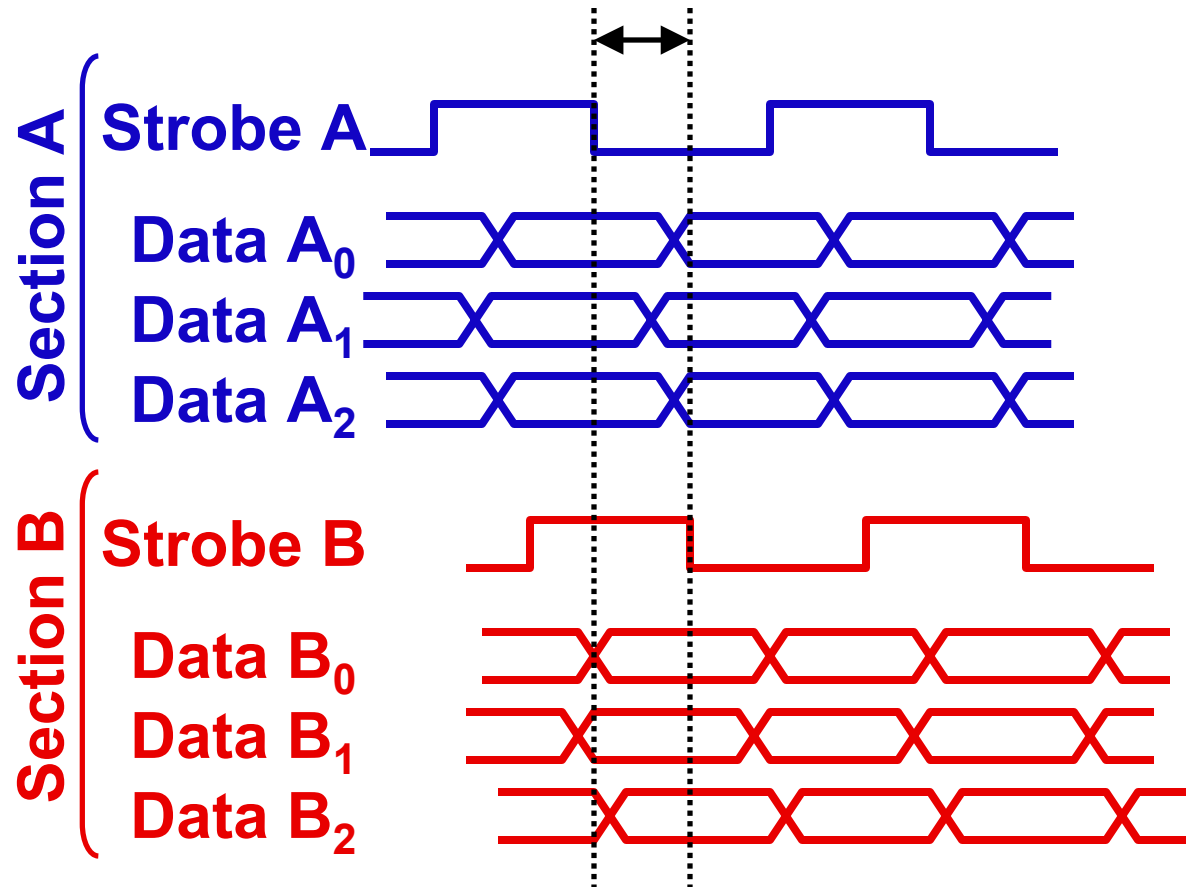 Section A
Strobe A
Data A₀
Data A₁
Data A₂
Section B
Strobe B
Data B₀
Data B₁
Data B₂